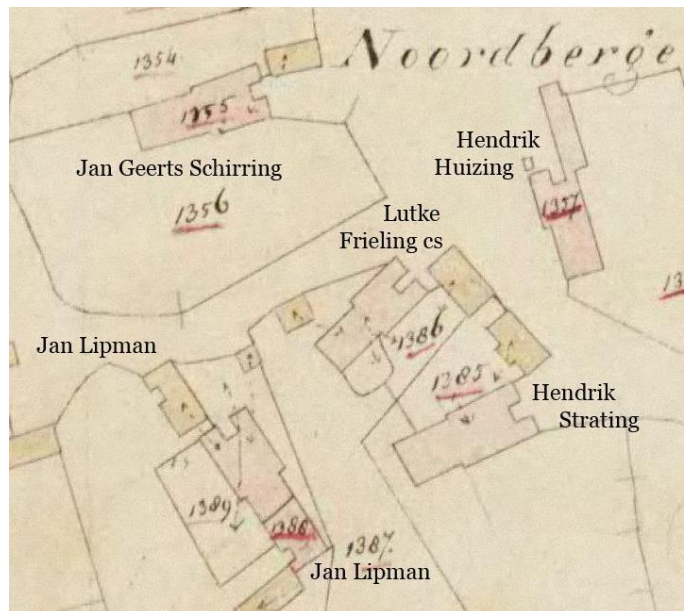 1354
Noordberge
1355
Jan Geerts Schirring
Hendrik
Huizing
1356
1357
Lutke
Frieling cs
Jan Lipman
1386
1385
Hendrik
Strating
1389
1388
1387
Jan Lipman